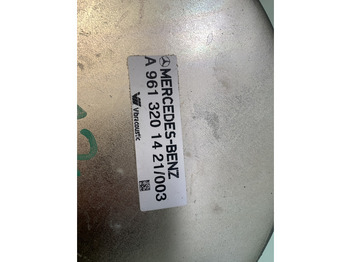 MERCEDES-BENZ
A 961 320 14 21/003
Vibracoustic